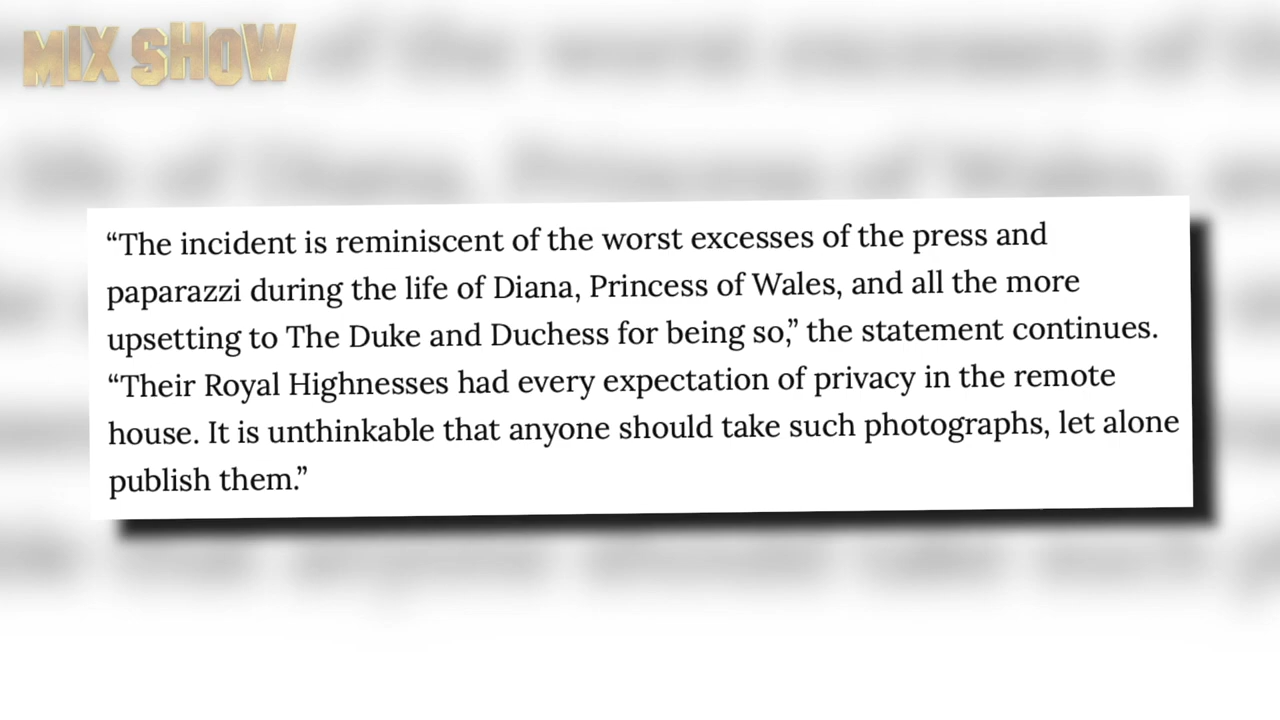 MIX SHOW
“The incident is reminiscent of the worst excesses of the press and
paparazzi during the life of Diana, Princess of Wales, and all the more
upsetting to The Duke and Duchess for being so,” the statement continues.
“Their Royal Highnesses had every expectation of privacy in the remote
house. It is unthinkable that anyone should take such photographs, let alone
publish them.”